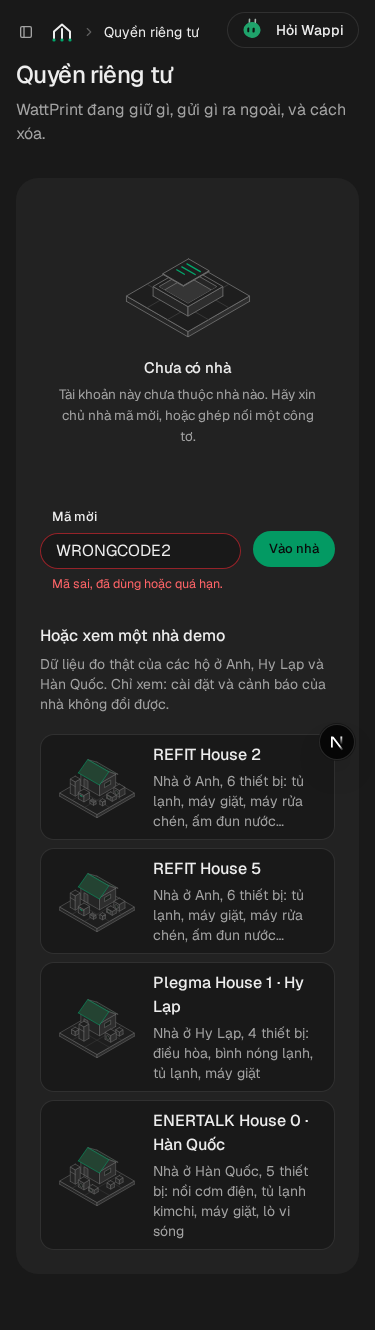 Quyền riêng tư
Hỏi Wappi
Quyền riêng tư
WattPrint đang giữ gì, gửi gì ra ngoài, và cách
xóa.
Chưa có nhà
Tài khoản này chưa thuộc nhà nào. Hãy xin
chủ nhà mã mời, hoặc ghép nối một công
tơ.
Mã mời
WRONGCODE2
Vào nhà
Mã sai, đã dùng hoặc quá hạn.
Hoặc xem một nhà demo
Dữ liệu đo thật của các hộ ở Anh, Hy Lạp và
Hàn Quốc. Chỉ xem: cài đặt và cảnh báo của
nhà không đổi được.
N
REFIT House 2
Nhà ở Anh, 6 thiết bị: tủ
lạnh, máy giặt, máy rửa
chén, ấm đun nước...
REFIT House 5
Nhà ở Anh, 6 thiết bị: tủ
lạnh, máy giặt, máy rửa
chén, ấm đun nước...
Plegma House 1 · Hy
Lạp
Nhà ở Hy Lạp, 4 thiết bị:
điều hòa, bình nóng lạnh,
tủ lạnh, máy giặt
ENERTALK House 0 ·
Hàn Quốc
Nhà ở Hàn Quốc, 5 thiết
bị: nồi cơm điện, tủ lạnh
kimchi, máy giặt, lò vi
sóng